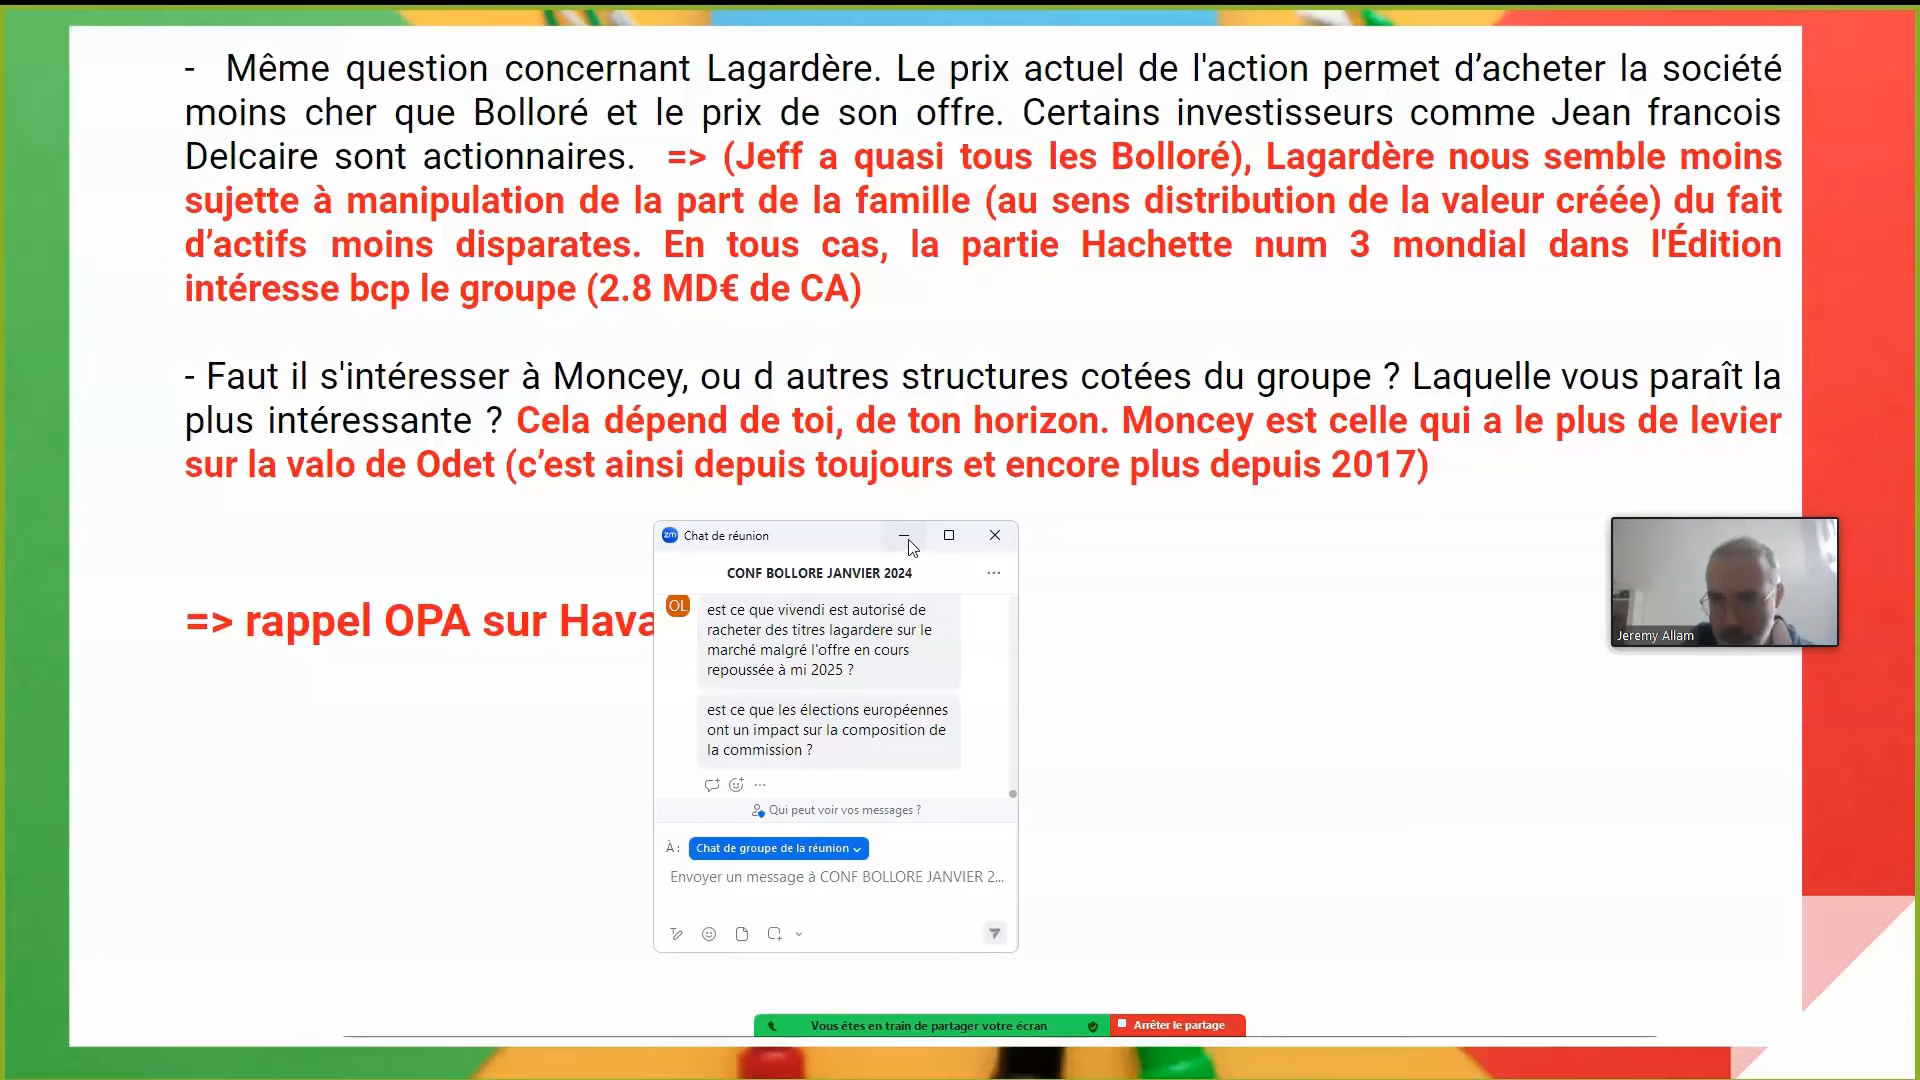 - Même question concernant Lagardère. Le prix actuel de l'action permet d’acheter la société
moins cher que Bolloré et le prix de son offre. Certains investisseurs comme Jean francois
Delcaire sont actionnaires. => (Jeff a quasi tous les Bolloré), Lagardère nous semble moins
sujette à manipulation de la part de la famille (au sens distribution de la valeur créée) du fait
d’actifs moins disparates. En tous cas, la partie Hachette num 3 mondial dans l'Édition
intéresse bcp le groupe (2.8 MD€ de CA)
- Faut il s'intéresser à Moncey, ou d autres structures cotées du groupe ? Laquelle vous paraît la
plus intéressante ? Cela dépend de toi, de ton horizon. Moncey est celle qui a le plus de levier
sur la valo de Odet (c’est ainsi depuis toujours et encore plus depuis 2017)
=> rappel OPA sur Hava
zm Chat de réunion
CONF BOLLORE JANVIER 2024
OL
est ce que vivendi est autorisé de
racheter des titres lagardere sur le
marché malgré l'offre en cours
repoussée à mi 2025 ?
est ce que les élections européennes
ont un impact sur la composition de
la commission ?
Qui peut voir vos messages ?
À : Chat de groupe de la réunion
Envoyer un message à CONF BOLLORE JANVIER 2...
Jeremy Allam
Vous êtes en train de partager votre écran
Arrêter le partage